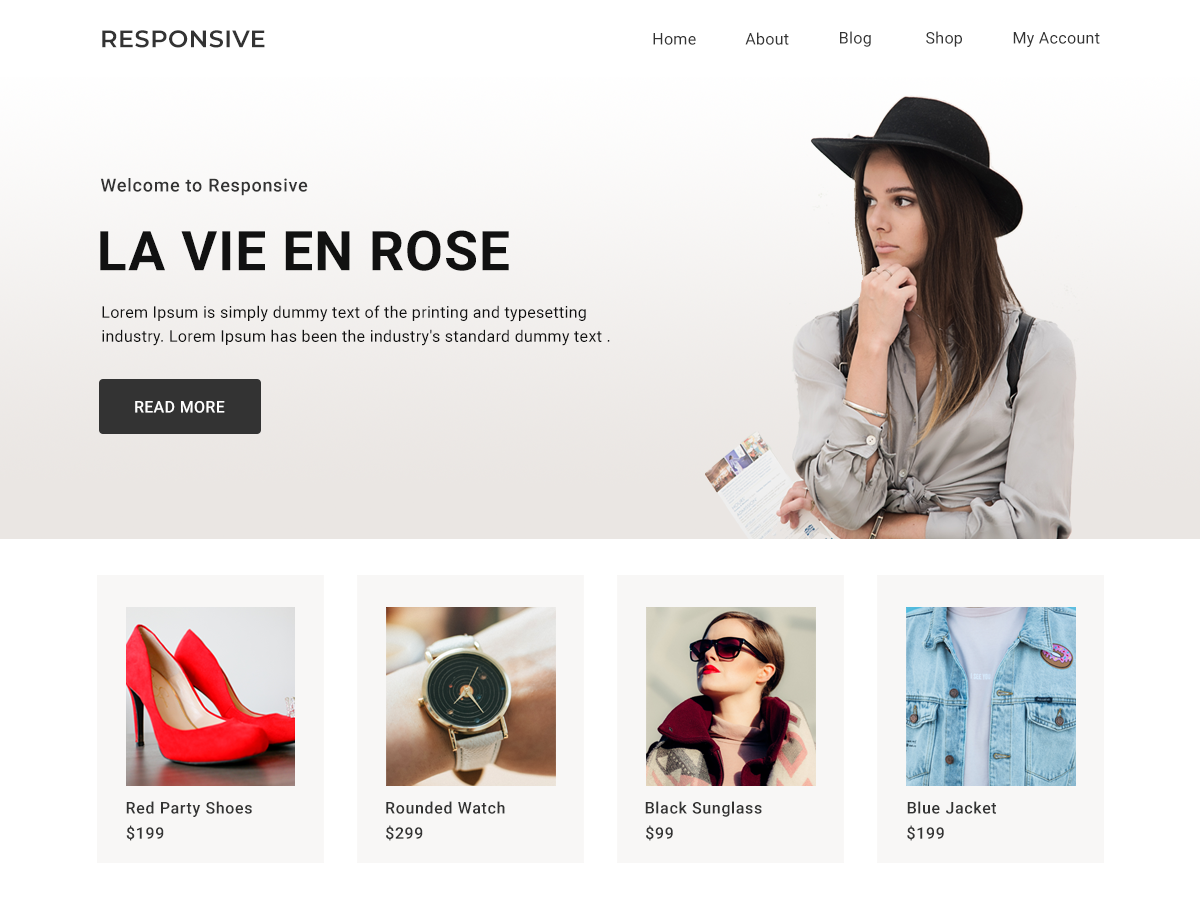 RESPONSIVE
Home About Blog Shop My Account
Welcome to Responsive
LA VIE EN ROSE
Lorem Ipsum is simply dummy text of the printing and typesetting
industry. Lorem Ipsum has been the industry's standard dummy text .
READ MORE
Red Party Shoes
$199
Rounded Watch
$299
Black Sunglass
$99
Blue Jacket
$199